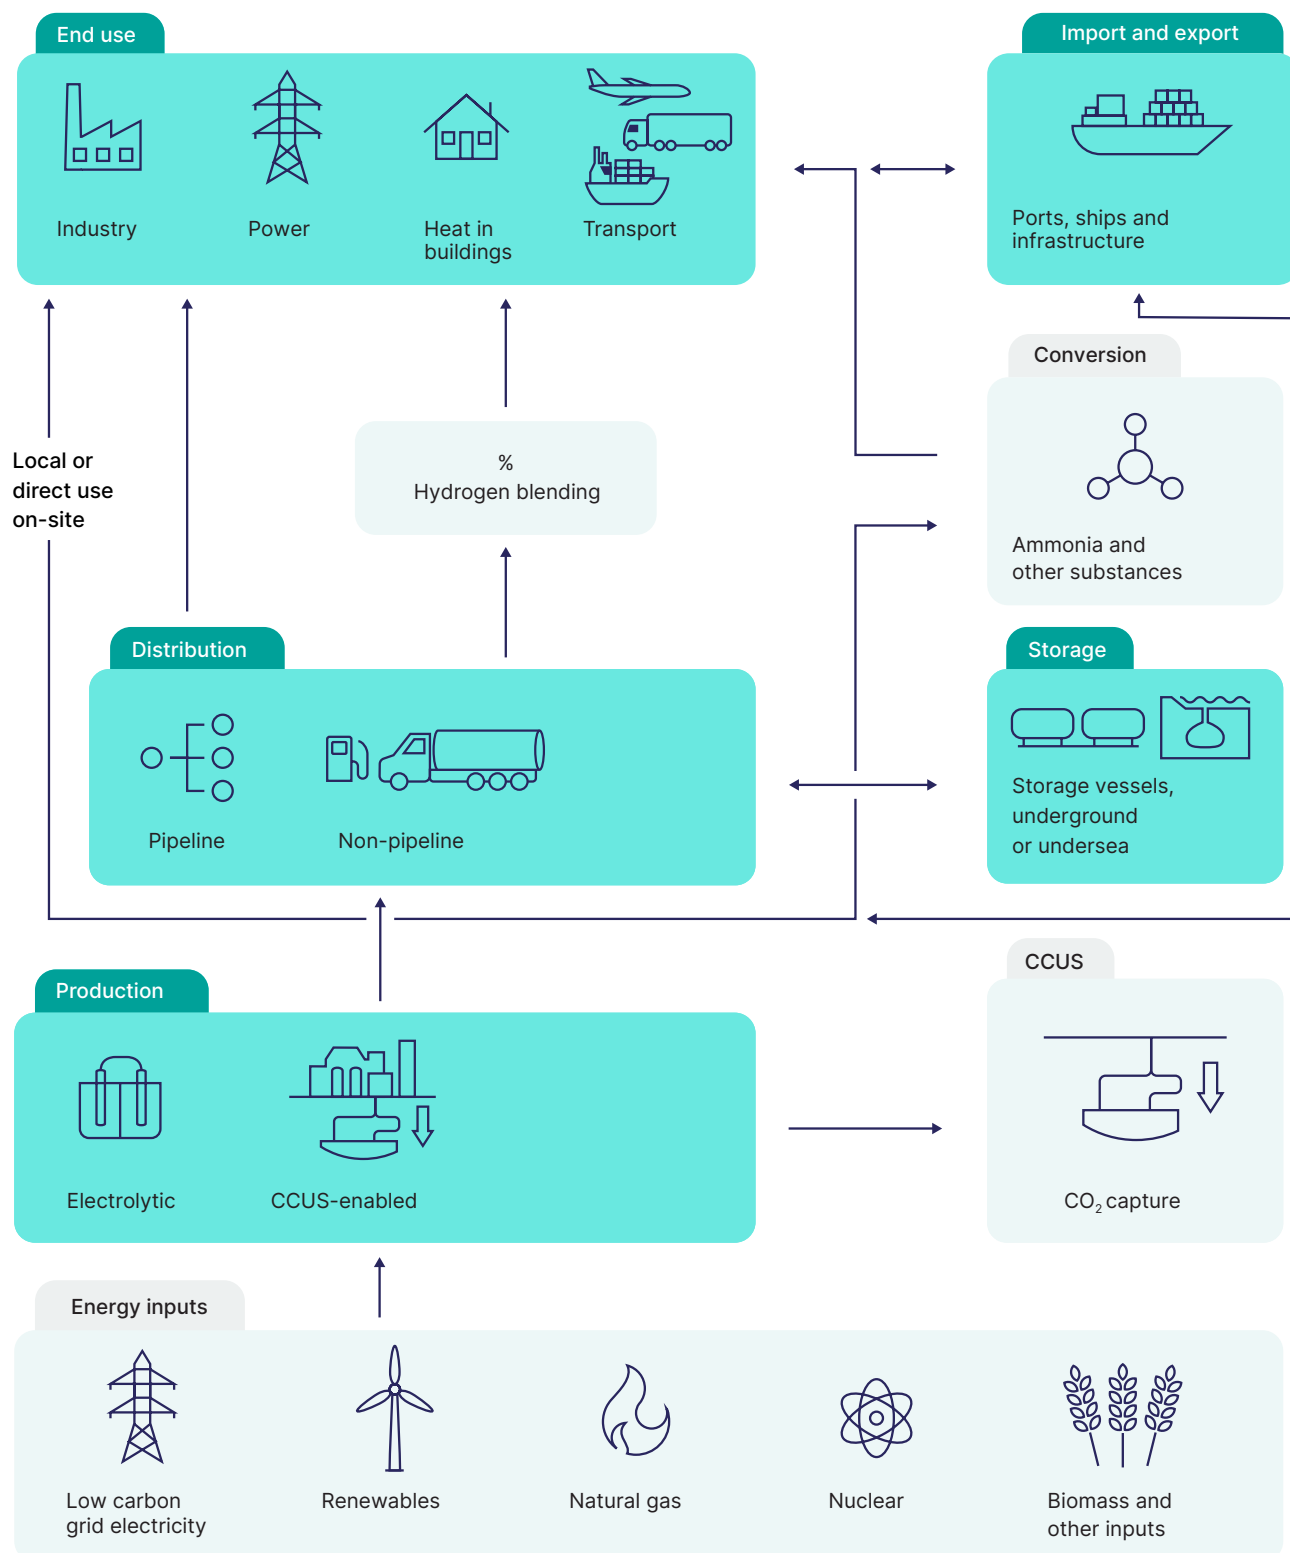 End use
Import and export
Industry
Power
Heat in
buildings
Transport
Ports, ships and
infrastructure
Conversion
Local or
direct use
on-site
%
Hydrogen blending
Ammonia and
other substances
Distribution
Storage
Pipeline
Non-pipeline
Storage vessels,
underground
or undersea
Production
CCUS
Electrolytic
CCUS-enabled
CO₂ capture
Energy inputs
Low carbon
grid electricity
Renewables
Natural gas
Nuclear
Biomass and
other inputs